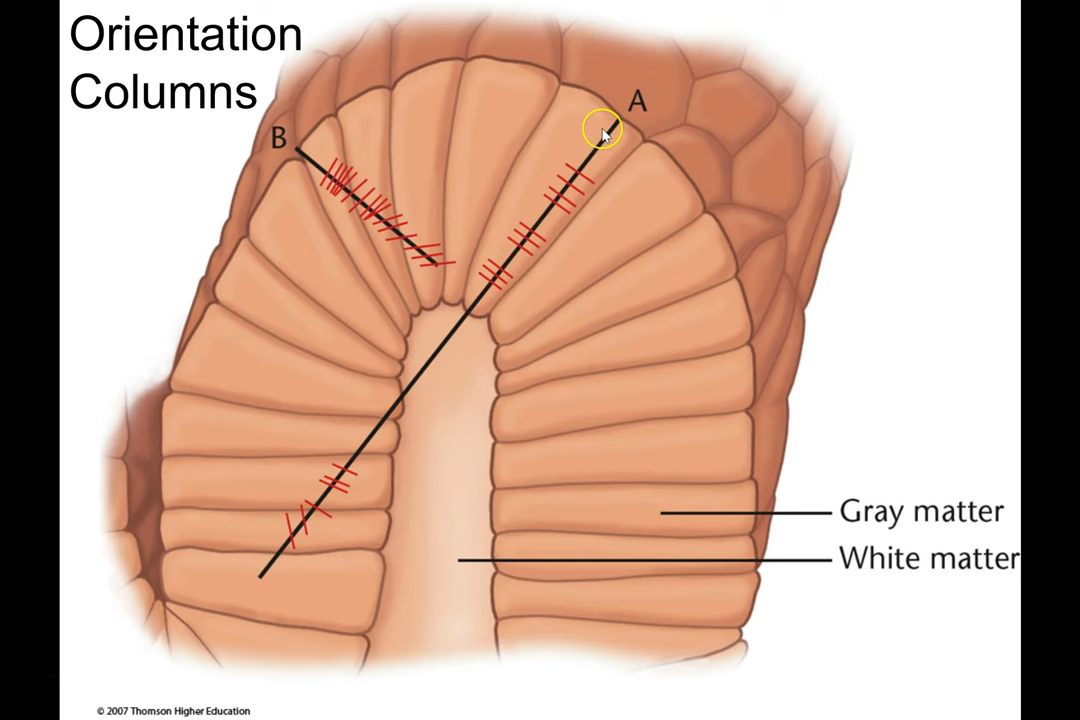 Orientation
Columns
A
B
Gray matter
White matter
© 2007 Thomson Higher Education